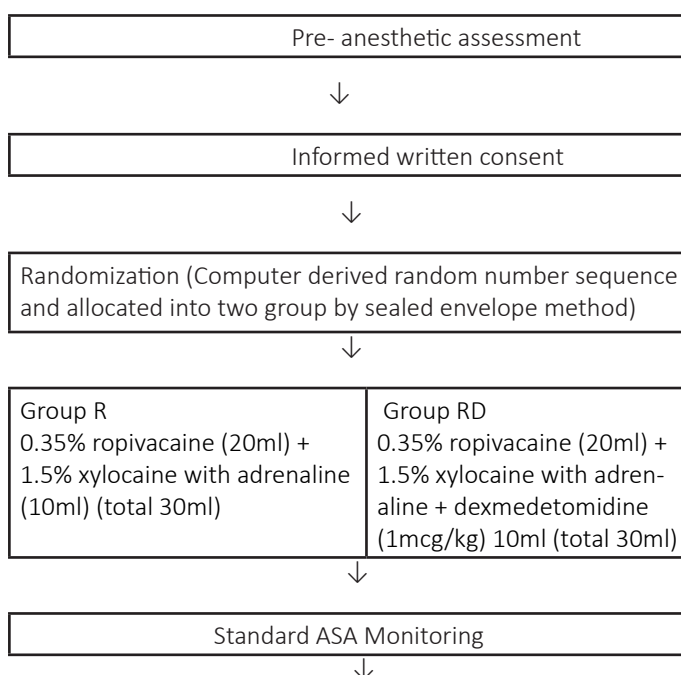 Pre- anesthetic assessment
↓
Informed written consent
↓
Randomization (Computer derived random number sequence
and allocated into two group by sealed envelope method)
↓
Group R
0.35% ropivacaine (20ml) +
1.5% xylocaine with adrenaline
(10ml) (total 30ml)
Group RD
0.35% ropivacaine (20ml) +
1.5% xylocaine with adren-
aline + dexmedetomidine
(1mcg/kg) 10ml (total 30ml)
↓
Standard ASA Monitoring
↓